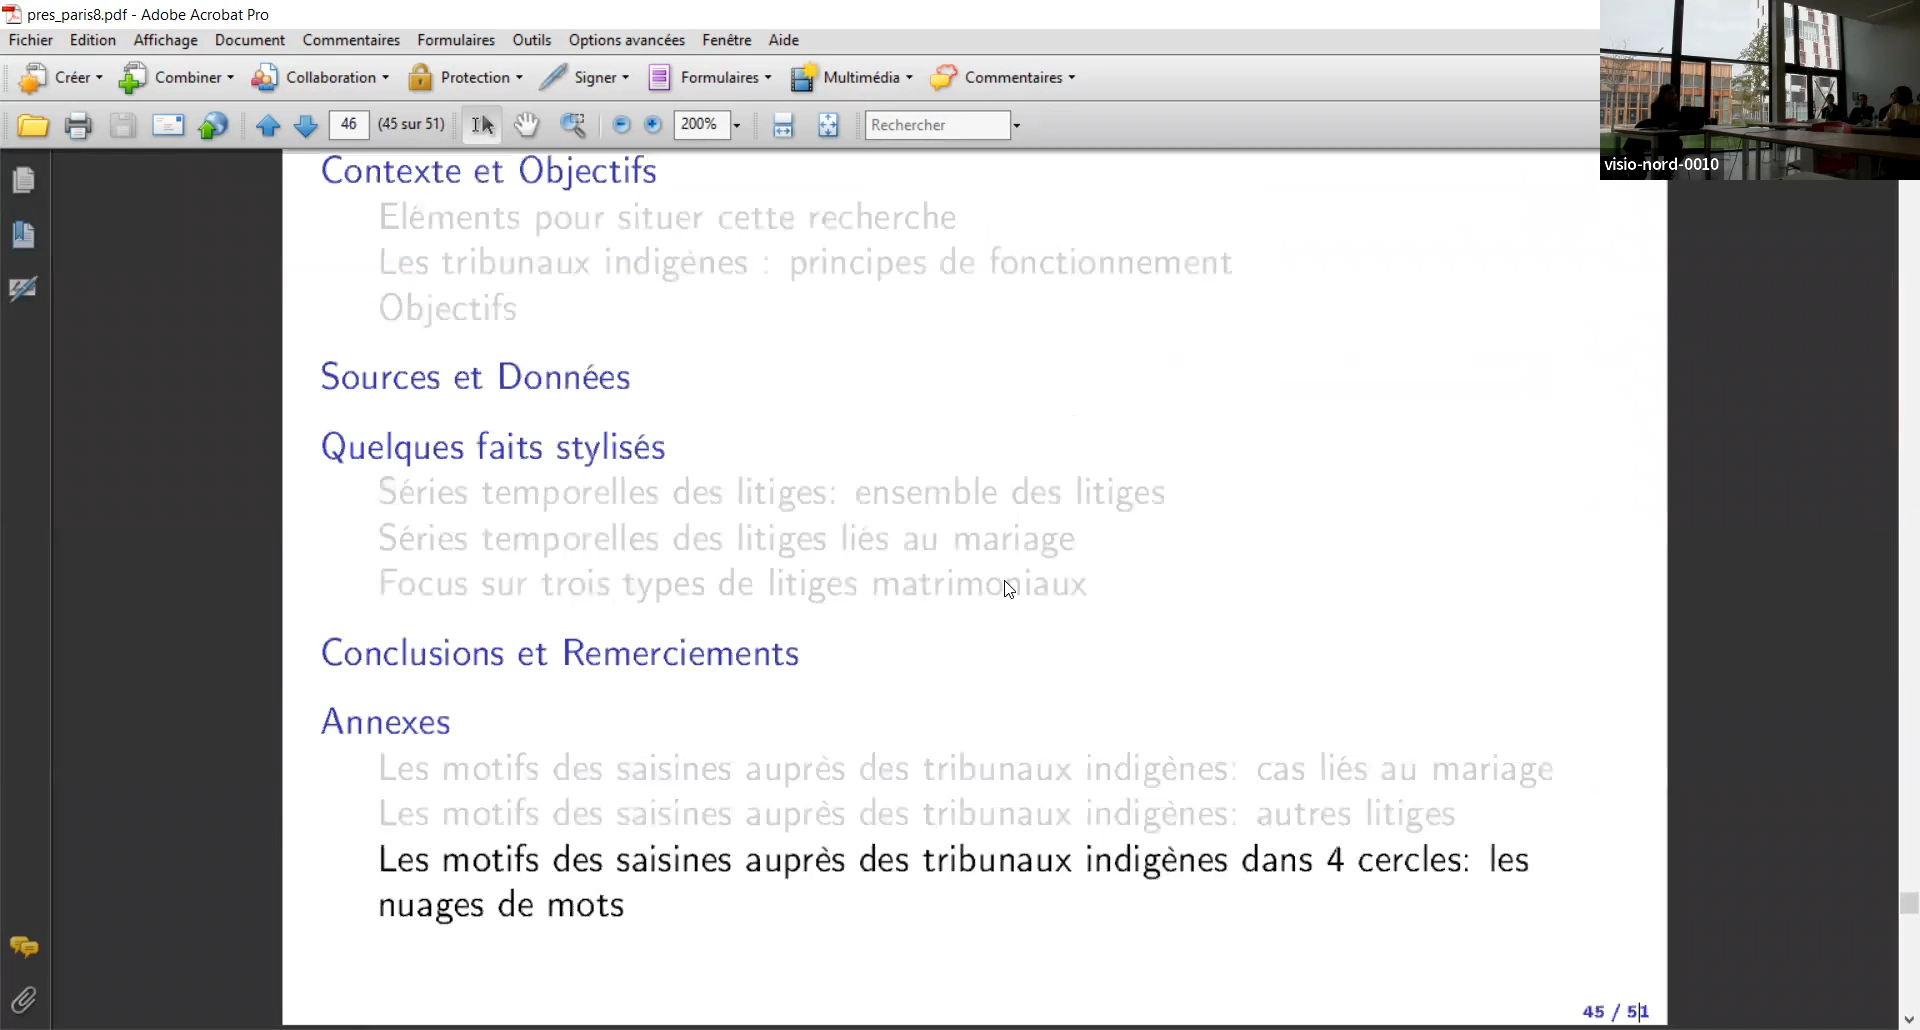 pres_paris8.pdf - Adobe Acrobat Pro
Fichier Edition Affichage Document Commentaires Formulaires Outils Options avancées Fenêtre Aide
Créer Combiner Collaboration Protection Signer Formulaires Multimédia Commentaires
46 (45 sur 51) 200% Rechercher
visio-nord-0010
Contexte et Objectifs
Eléments pour situer cette recherche
Les tribunaux indigènes : principes de fonctionnement
Objectifs
Sources et Données
Quelques faits stylisés
Séries temporelles des litiges: ensemble des litiges
Séries temporelles des litiges liés au mariage
Focus sur trois types de litiges matrimoniaux
Conclusions et Remerciements
Annexes
Les motifs des saisines auprès des tribunaux indigènes: cas liés au mariage
Les motifs des saisines auprès des tribunaux indigènes: autres litiges
Les motifs des saisines auprès des tribunaux indigènes dans 4 cercles: les
nuages de mots
45 / 51